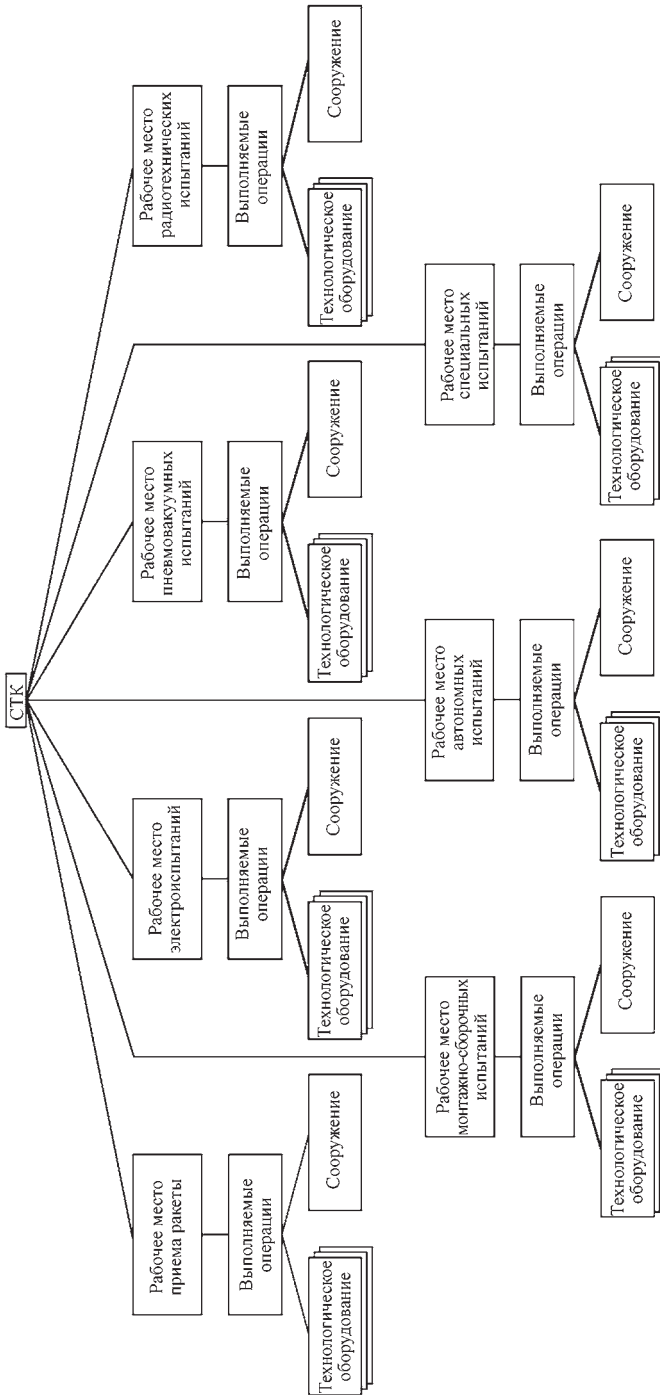 СТК
Рабочее место
приема ракеты
Выполняемые
операции
Технологическое
оборудование
Сооружение
Рабочее место
электроиспытаний
Выполняемые
операции
Технологическое
оборудование
Сооружение
Рабочее место
пневмовакуумных
испытаний
Выполняемые
операции
Технологическое
оборудование
Сооружение
Рабочее место
радиотехнических
испытаний
Выполняемые
операции
Технологическое
оборудование
Сооружение
Рабочее место
монтажно-сборочных
испытаний
Выполняемые
операции
Технологическое
оборудование
Сооружение
Рабочее место
автономных
испытаний
Выполняемые
операции
Технологическое
оборудование
Сооружение
Рабочее место
специальных
испытаний
Выполняемые
операции
Технологическое
оборудование
Сооружение